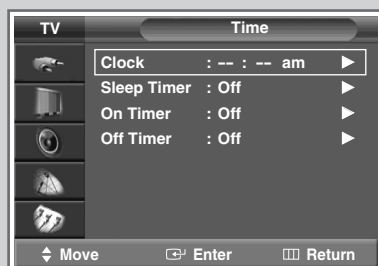 TV Time
Clock : -- : -- am ►
Sleep Timer : Off ►
On Timer : Off ►
Off Timer : Off ►
Move Enter Return